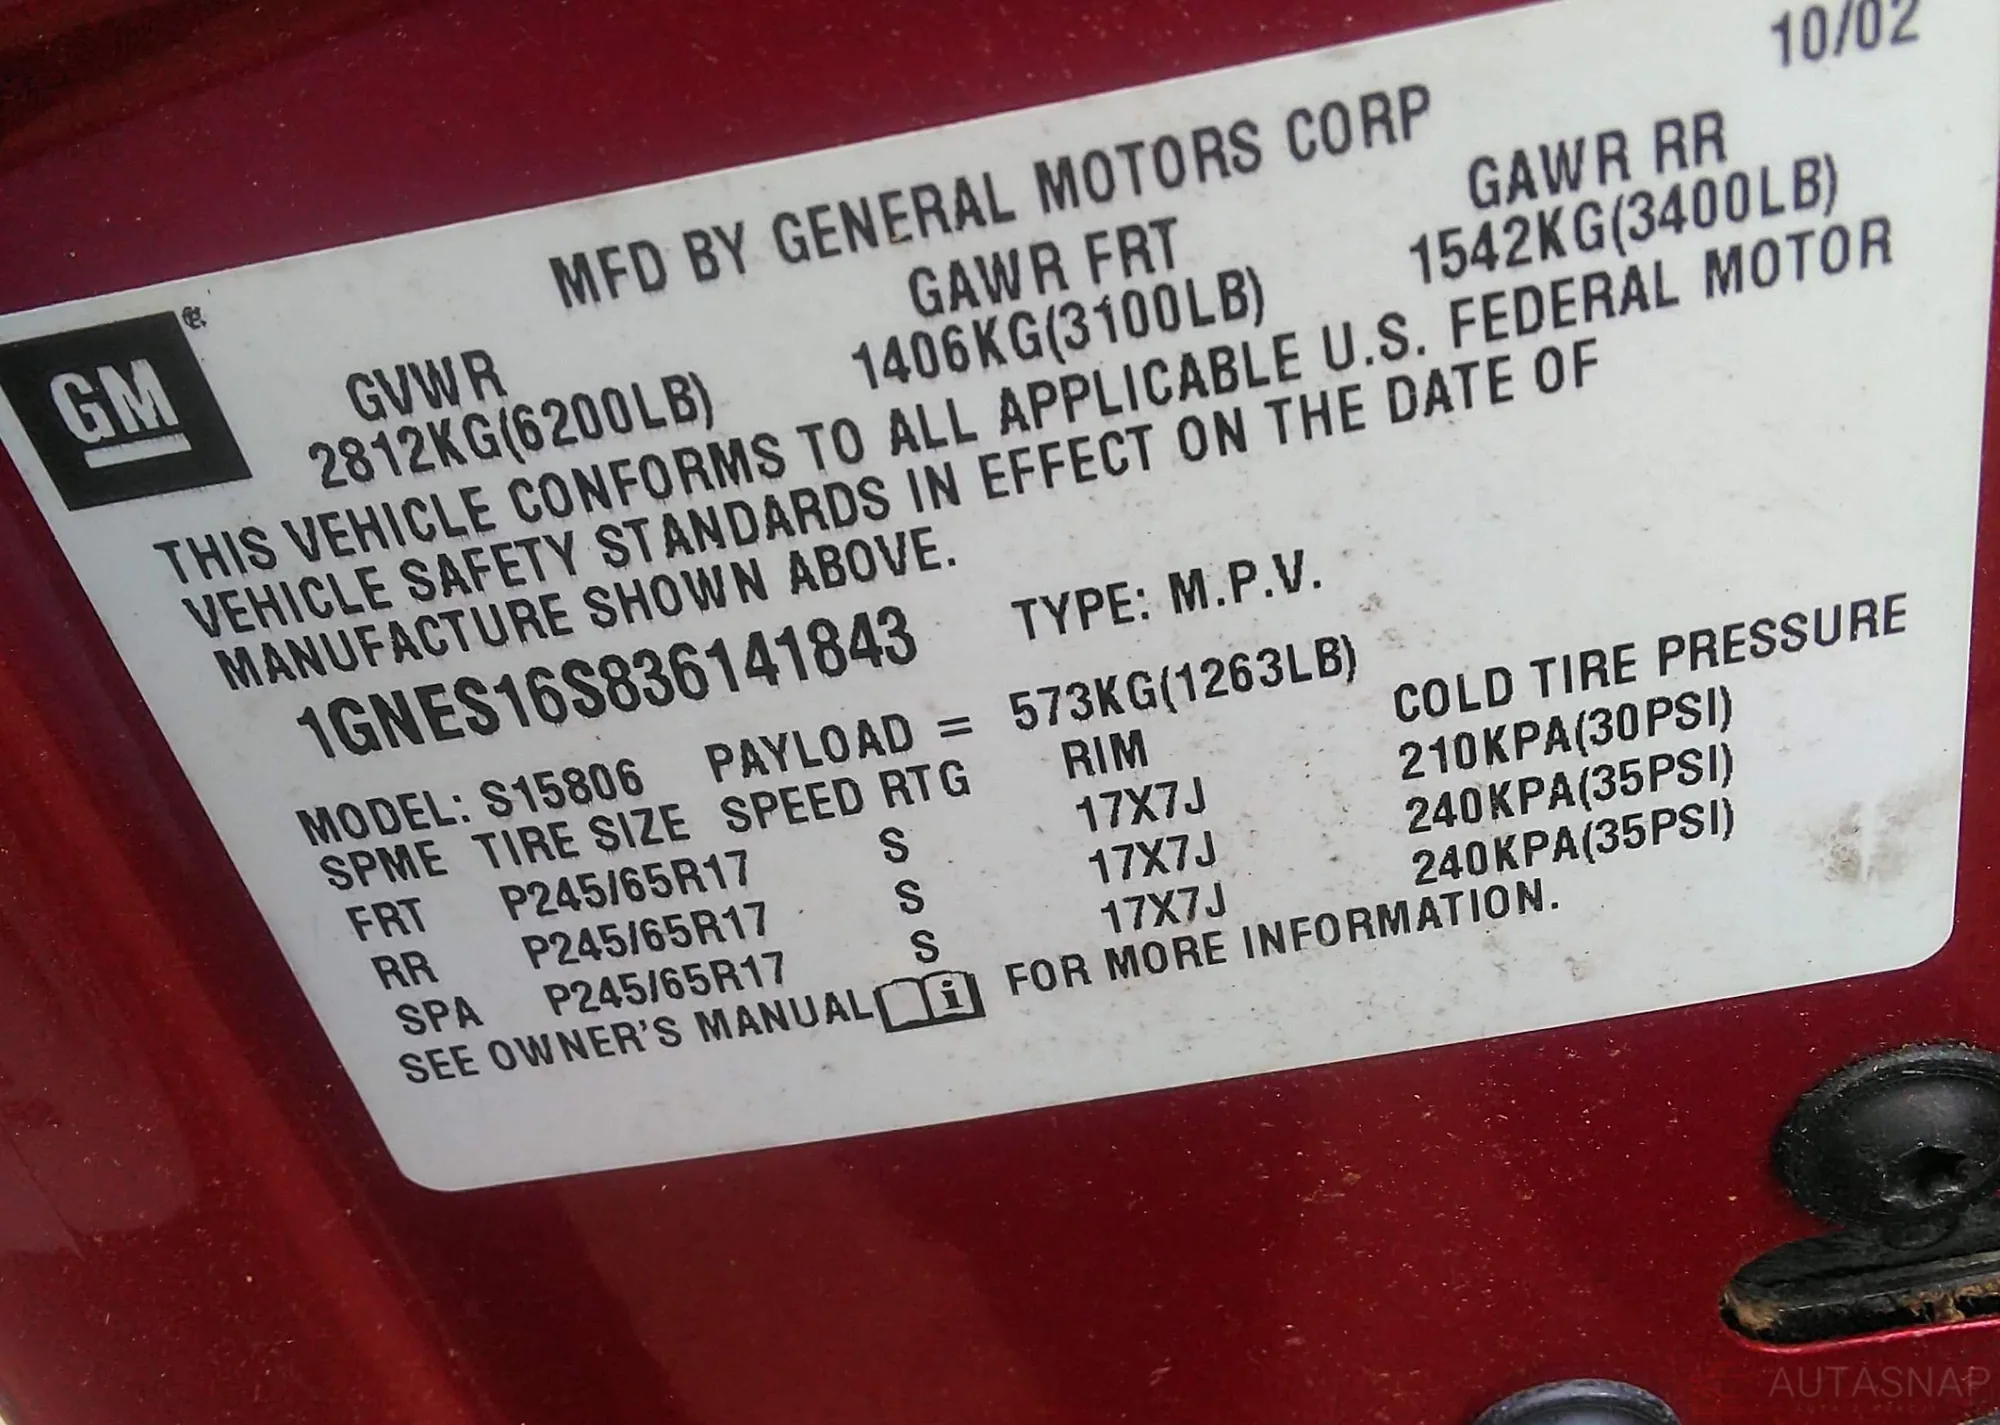 10/02
MFD BY GENERAL MOTORS CORP
GVWR GAWR FRT GAWR RR
2812KG(6200LB) 1406KG(3100LB) 1542KG(3400LB)
GM®
THIS VEHICLE CONFORMS TO ALL APPLICABLE U.S. FEDERAL MOTOR
VEHICLE SAFETY STANDARDS IN EFFECT ON THE DATE OF
MANUFACTURE SHOWN ABOVE.
1GNES16S836141843 TYPE: M.P.V.
MODEL: S15806 PAYLOAD = 573KG(1263LB)
SPME TIRE SIZE SPEED RTG RIM COLD TIRE PRESSURE
FRT P245/65R17 S 17X7J 210KPA(30PSI)
RR P245/65R17 S 17X7J 240KPA(35PSI)
SPA P245/65R17 S 17X7J 240KPA(35PSI)
SEE OWNER'S MANUAL i FOR MORE INFORMATION.
AUTASNAP